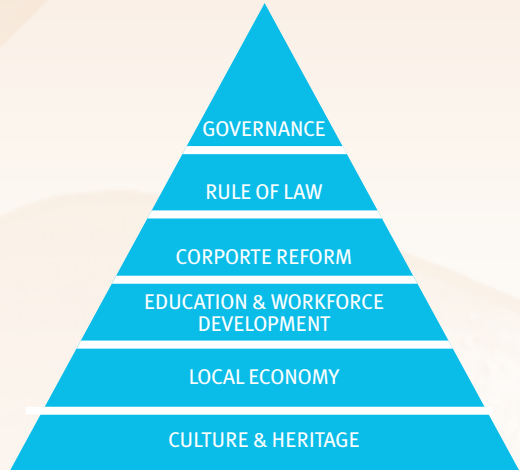 GOVERNANCE
RULE OF LAW
CORPORTE REFORM
EDUCATION & WORKFORCE
DEVELOPMENT
LOCAL ECONOMY
CULTURE & HERITAGE